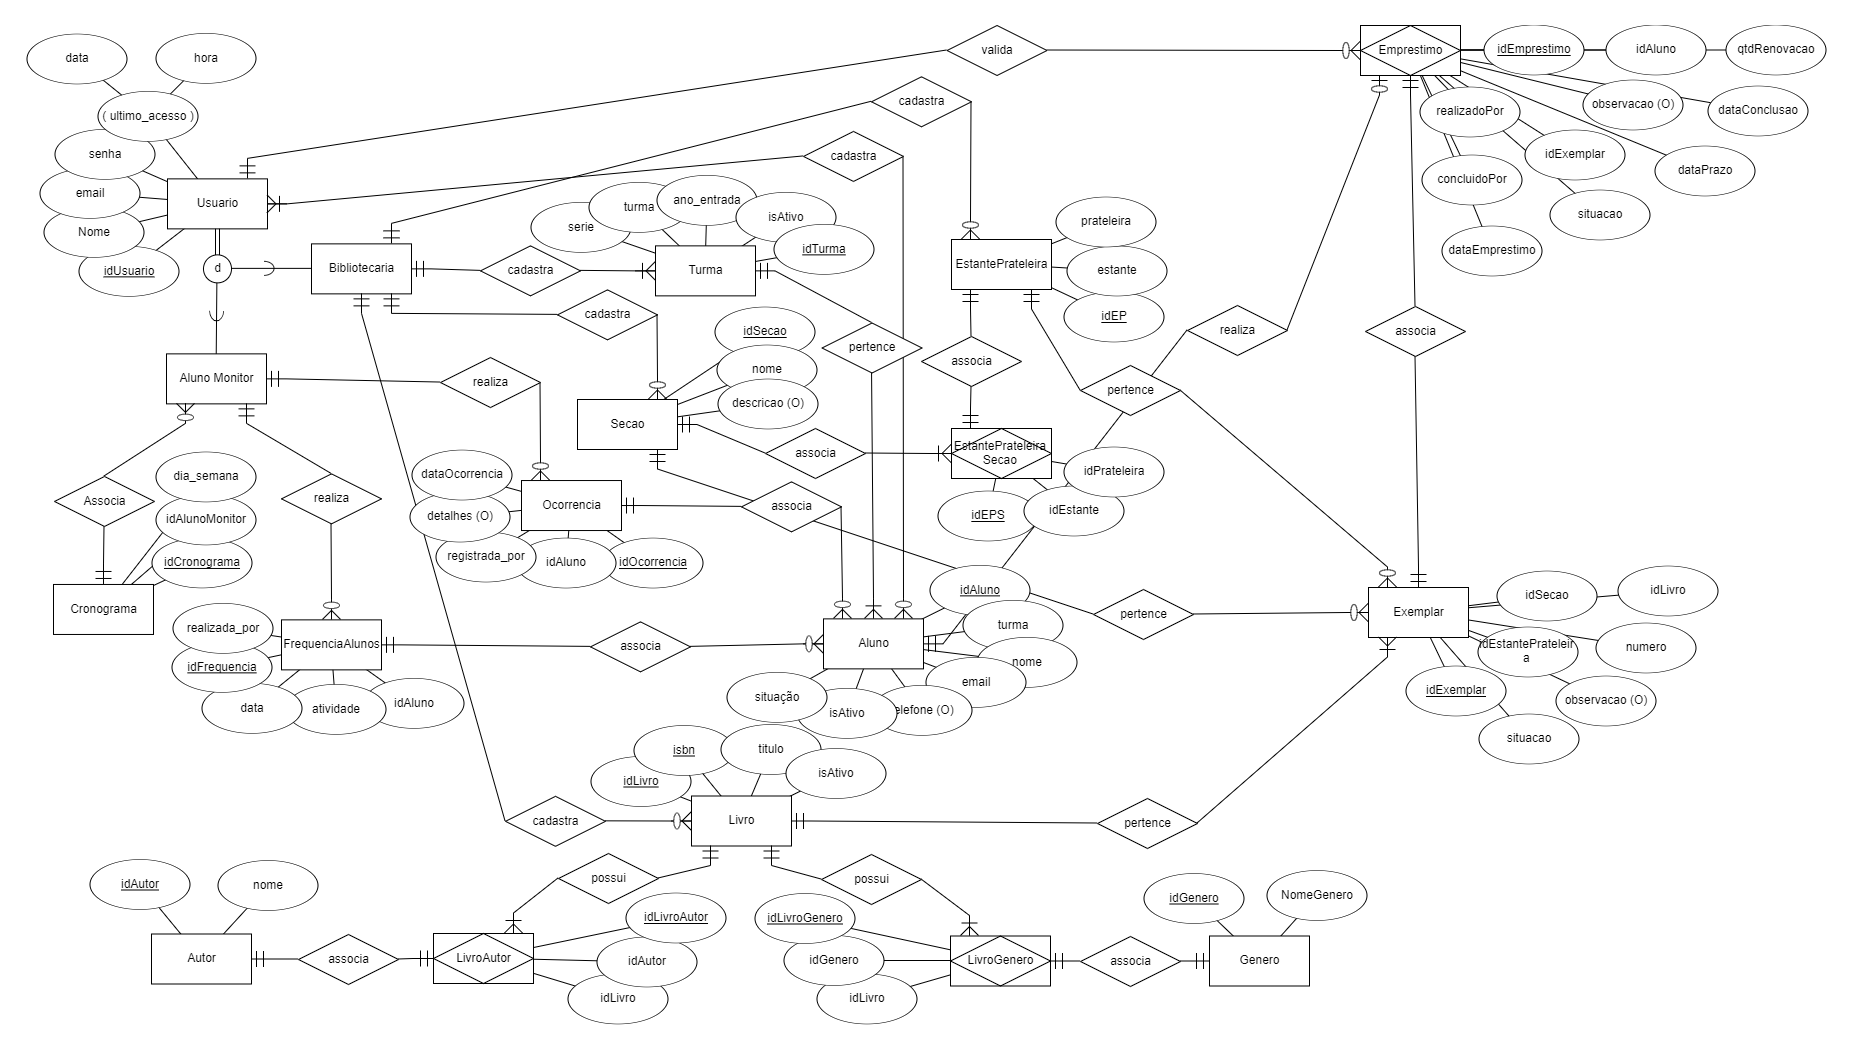 data
hora
( ultimo_acesso )
senha
email
Nome
idUsuario
Usuario
d
Bibliotecaria
valida
cadastra
cadastra
Emprestimo
idEmprestimo
idAluno
qtdRenovacao
observacao (O)
dataConclusao
realizadoPor
idExemplar
dataPrazo
concluidoPor
situacao
dataEmprestimo
cadastra
serie
turma
ano_entrada
isAtivo
idTurma
Turma
cadastra
EstantePrateleira
prateleira
estante
idEP
realiza
associa
pertence
associa
pertence
idSecao
nome
descricao (O)
Secao
associa
EstantePrateleira
Secao
idPrateleira
idEstante
idEPS
Aluno Monitor
realiza
Associa
dia_semana
idAlunoMonitor
idCronograma
Cronograma
realiza
dataOcorrencia
detalhes (O)
registrada_por
idAluno
idOcorrencia
Ocorrencia
associa
realizada_por
idFrequencia
data
atividade
idAluno
FrequenciaAlunos
associa
Aluno
idAluno
turma
nome
email
elefone (O)
isAtivo
situação
pertence
Exemplar
idSecao
idLivro
idEstantePrateleir
a
numero
idExemplar
observacao (O)
situacao
isbn
titulo
idLivro
isAtivo
Livro
cadastra
pertence
possui
possui
idAutor
nome
Autor
associa
LivroAutor
idLivroAutor
idAutor
idLivro
idLivroGenero
idGenero
idLivro
LivroGenero
associa
Genero
idGenero
NomeGenero